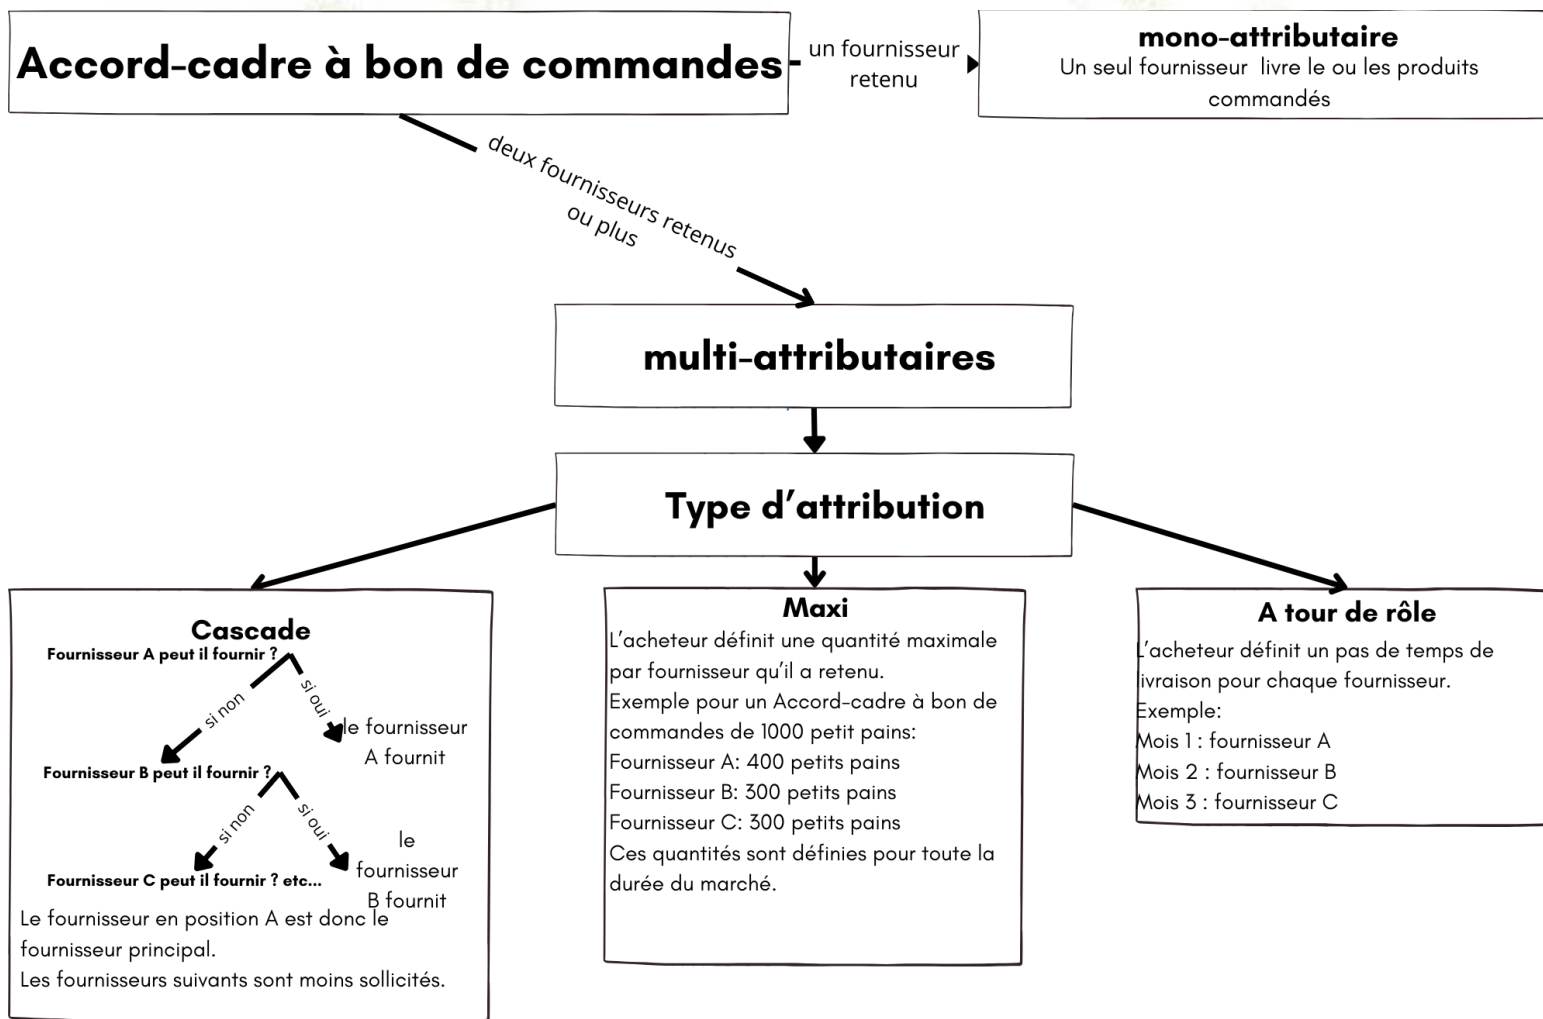 Accord-cadre à bon de commandes
un fournisseur
retenu
mono-attributaire
Un seul fournisseur livre le ou les produits
commandés
deux fournisseurs retenus
ou plus
multi-attributaires
Type d’attribution
Cascade
Fournisseur A peut il fournir ?
si non
si oui
le fournisseur
A fournit
Fournisseur B peut il fournir ?
si non
si oui
le
fournisseur
B fournit
Fournisseur C peut il fournir ? etc...
Le fournisseur en position A est donc le
fournisseur principal.
Les fournisseurs suivants sont moins sollicités.
Maxi
L’acheteur définit une quantité maximale
par fournisseur qu’il a retenu.
Exemple pour un Accord-cadre à bon de
commandes de 1000 petit pains:
Fournisseur A: 400 petits pains
Fournisseur B: 300 petits pains
Fournisseur C: 300 petits pains
Ces quantités sont définies pour toute la
durée du marché.
A tour de rôle
L’acheteur définit un pas de temps de
livraison pour chaque fournisseur.
Exemple:
Mois 1 : fournisseur A
Mois 2 : fournisseur B
Mois 3 : fournisseur C